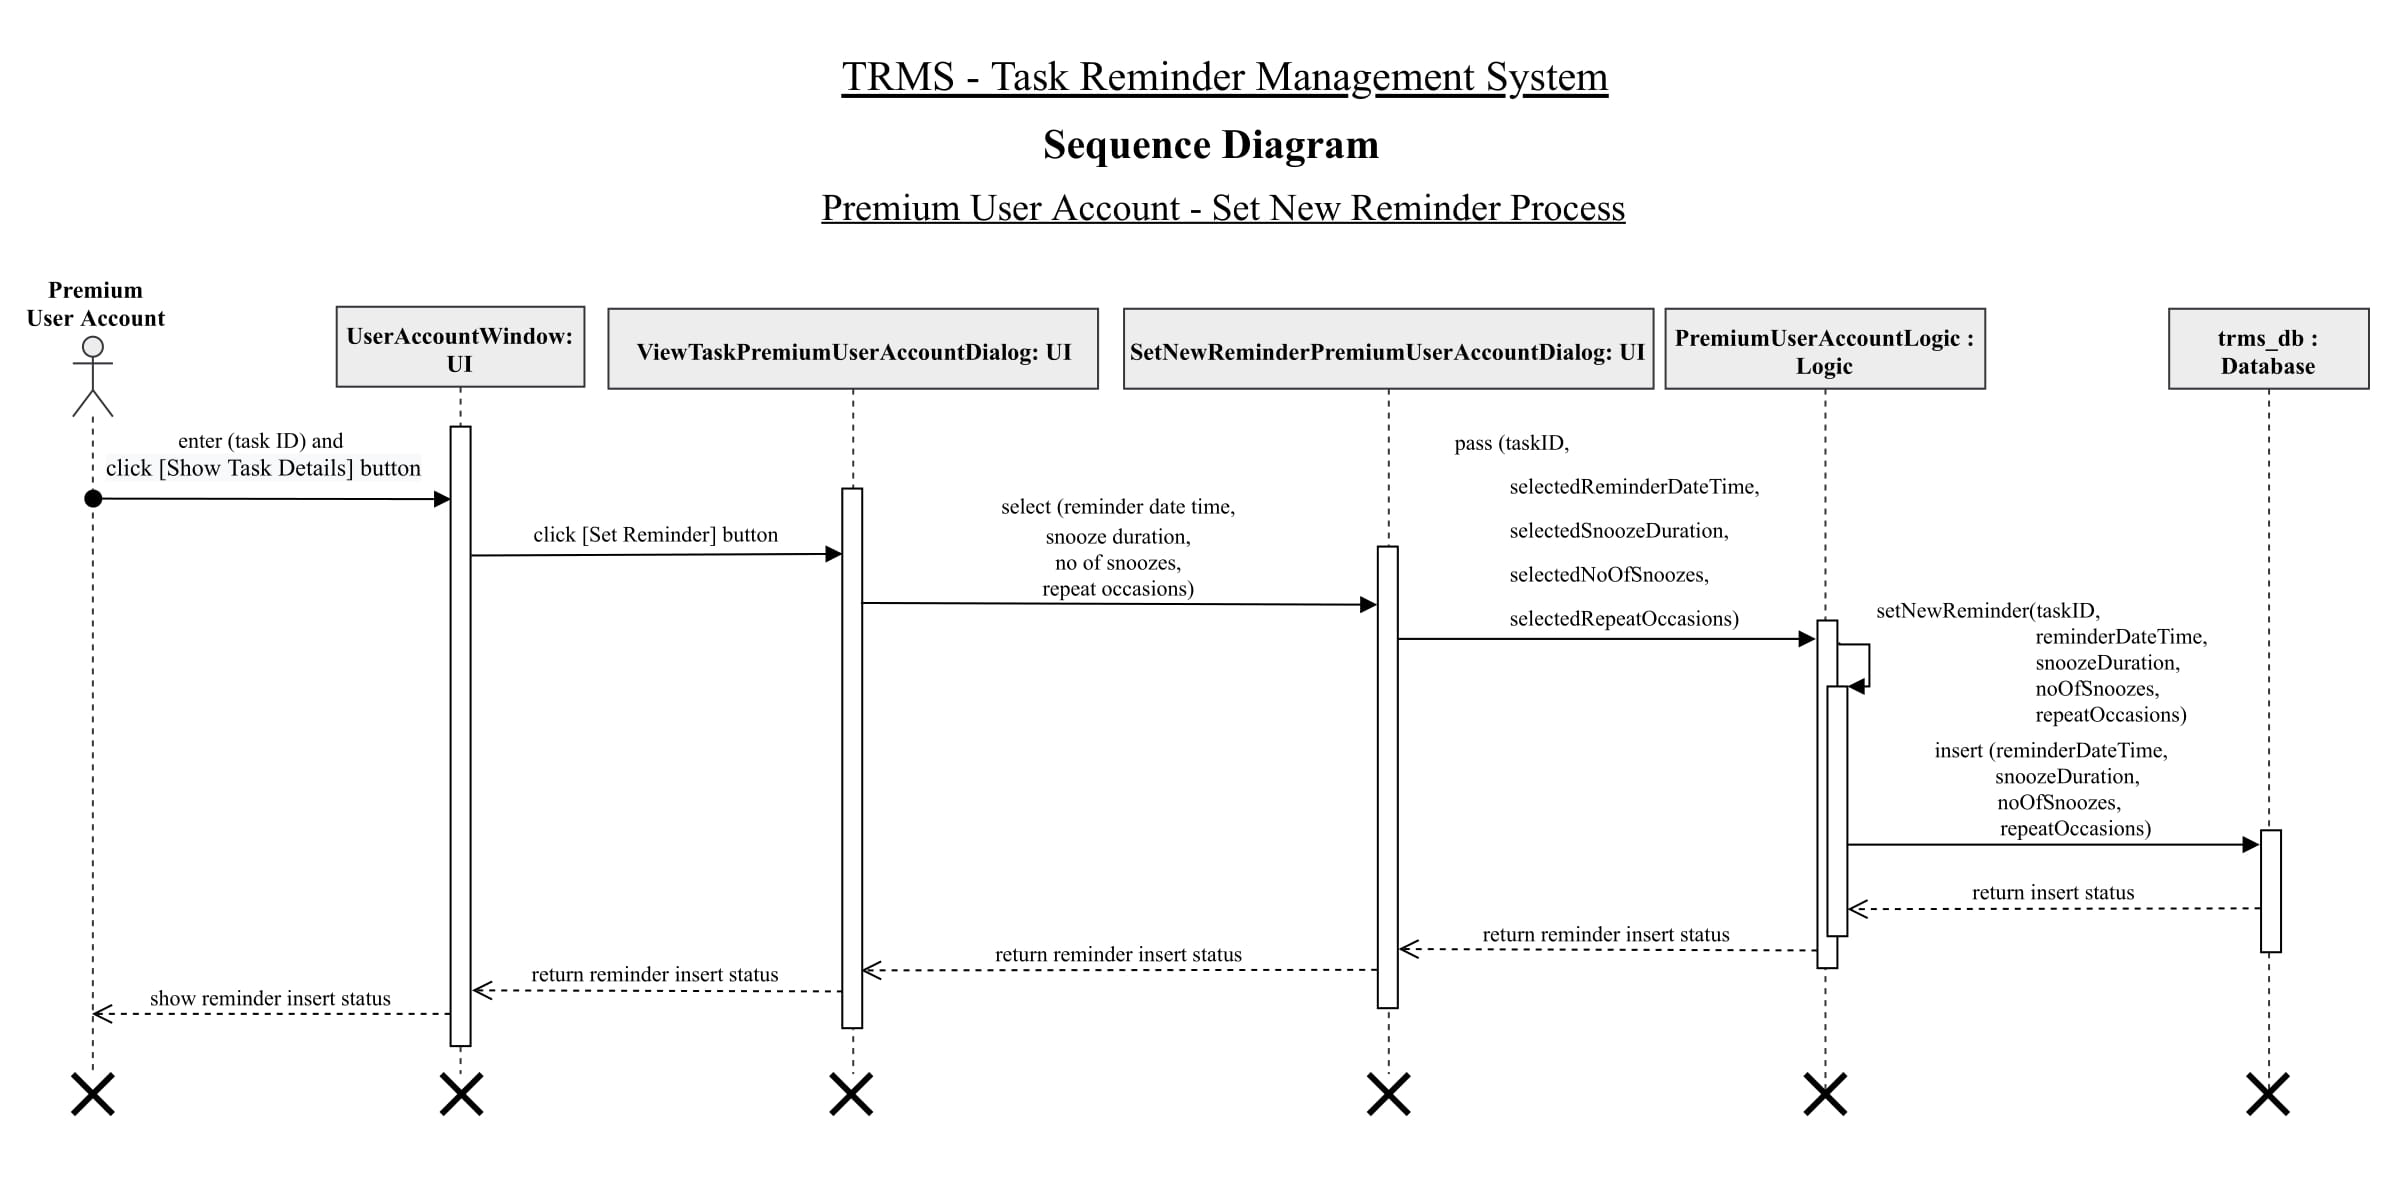 TRMS - Task Reminder Management System
Sequence Diagram
Premium User Account - Set New Reminder Process
Premium
User Account
UserAccountWindow:
UI
ViewTaskPremiumUserAccountDialog: UI
SetNewReminderPremiumUserAccountDialog: UI
PremiumUserAccountLogic :
Logic
trms_db :
Database
enter (task ID) and
click [Show Task Details] button
click [Set Reminder] button
select (reminder date time,
snooze duration,
no of snoozes,
repeat occasions)
pass (taskID,
selectedReminderDateTime,
selectedSnoozeDuration,
selectedNoOfSnoozes,
selectedRepeatOccasions)
setNewReminder(taskID,
reminderDateTime,
snoozeDuration,
noOfSnoozes,
repeatOccasions)
insert (reminderDateTime,
snoozeDuration,
noOfSnoozes,
repeatOccasions)
return insert status
return reminder insert status
return reminder insert status
return reminder insert status
show reminder insert status